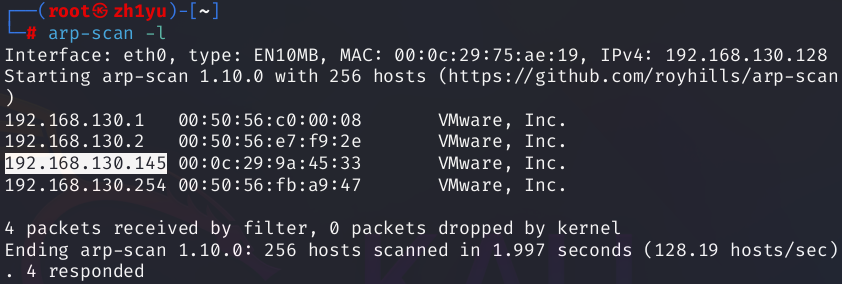 ┌──(root㉿zh1yu)-[~]
└─# arp-scan -l
Interface: eth0, type: EN10MB, MAC: 00:0c:29:75:ae:19, IPv4: 192.168.130.128
Starting arp-scan 1.10.0 with 256 hosts (https://github.com/royhills/arp-scan
)
192.168.130.1   00:50:56:c0:00:08       VMware, Inc.
192.168.130.2   00:50:56:e7:f9:2e       VMware, Inc.
192.168.130.145 00:0c:29:9a:45:33       VMware, Inc.
192.168.130.254 00:50:56:fb:a9:47       VMware, Inc.

4 packets received by filter, 0 packets dropped by kernel
Ending arp-scan 1.10.0: 256 hosts scanned in 1.997 seconds (128.19 hosts/sec)
. 4 responded